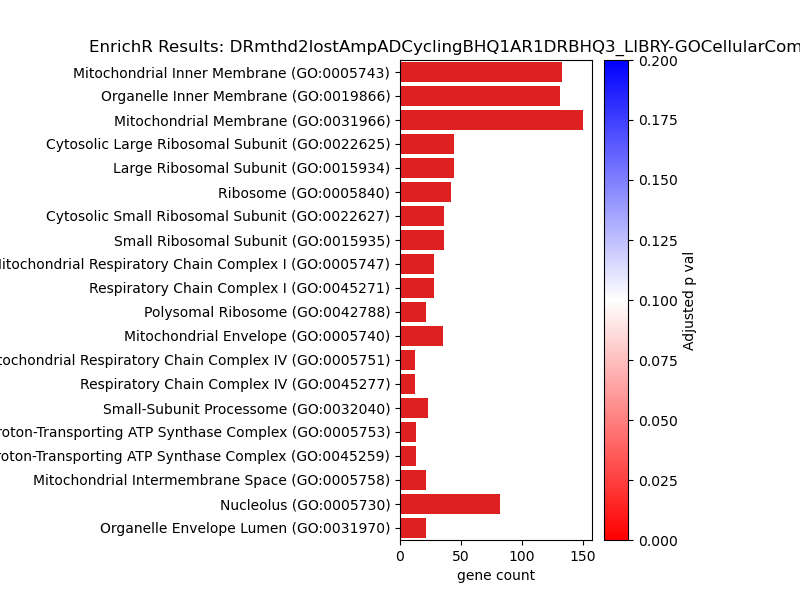 EnrichR Results: DRmthd2lostAmpADCyclingBHQ1AR1DRBHQ3_LIBRY-GOCellularCom
Mitochondrial Inner Membrane (GO:0005743)
Organelle Inner Membrane (GO:0019866)
Mitochondrial Membrane (GO:0031966)
Cytosolic Large Ribosomal Subunit (GO:0022625)
Large Ribosomal Subunit (GO:0015934)
Ribosome (GO:0005840)
Cytosolic Small Ribosomal Subunit (GO:0022627)
Small Ribosomal Subunit (GO:0015935)
itochondrial Respiratory Chain Complex I (GO:0005747)
Respiratory Chain Complex I (GO:0045271)
Polysomal Ribosome (GO:0042788)
Mitochondrial Envelope (GO:0005740)
tochondrial Respiratory Chain Complex IV (GO:0005751)
Respiratory Chain Complex IV (GO:0045277)
Small-Subunit Processome (GO:0032040)
roton-Transporting ATP Synthase Complex (GO:0005753)
roton-Transporting ATP Synthase Complex (GO:0045259)
Mitochondrial Intermembrane Space (GO:0005758)
Nucleolus (GO:0005730)
Organelle Envelope Lumen (GO:0031970)
0 50 100 150
gene count
0.200
0.175
0.150
0.125
0.100
0.075
0.050
0.025
0.000
Adjusted p val